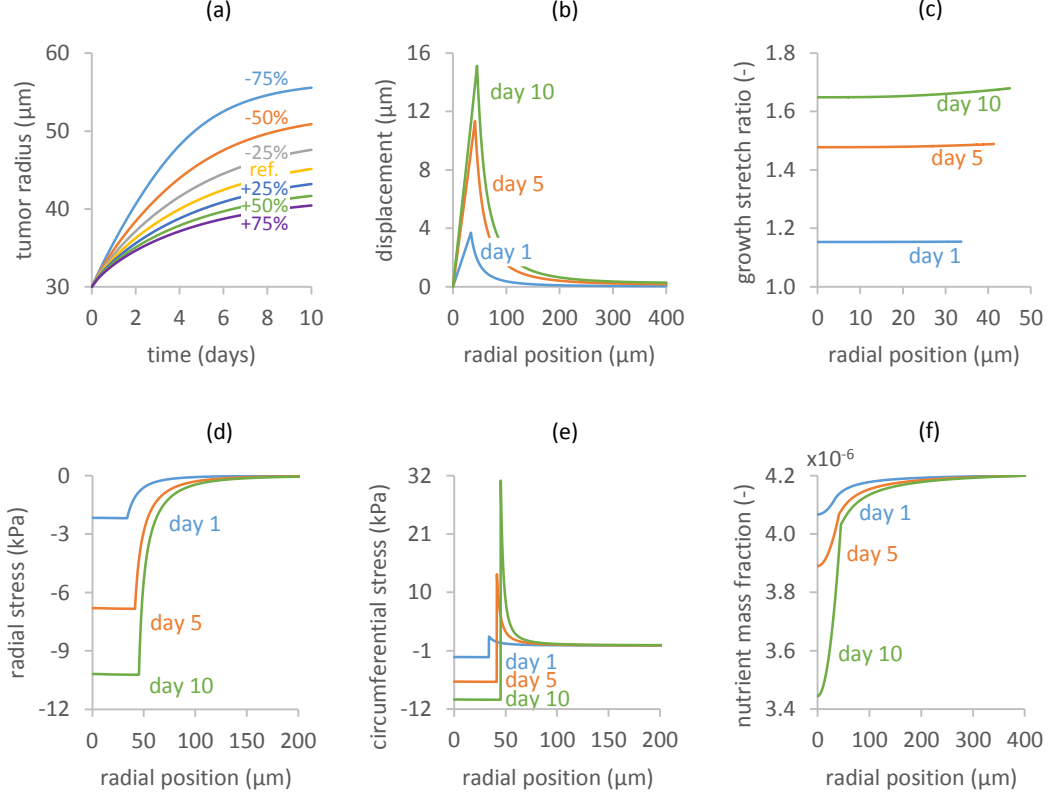 (a)
tumor radius (µm)
60
50
40
30
-75%
-50%
-25%
ref.
+25%
+50%
+75%
0 2 4 6 8 10
time (days)
(b)
displacement (µm)
16
12
8
4
0
day 10
day 5
day 1
0 100 200 300 400
radial position (µm)
(c)
growth stretch ratio (-)
1.8
1.6
1.4
1.2
1.0
day 10
day 5
day 1
0 10 20 30 40 50
radial position (µm)
(d)
radial stress (kPa)
0
-3
-6
-9
-12
day 1
day 5
day 10
0 50 100 150 200
radial position (µm)
(e)
circumferential stress (kPa)
32
21
10
-1
-12
day 1
day 5
day 10
0 50 100 150 200
radial position (µm)
(f)
x10-6
nutrient mass fraction (-)
4.2
4.0
3.8
3.6
3.4
day 1
day 5
day 10
0 100 200 300 400
radial position (µm)